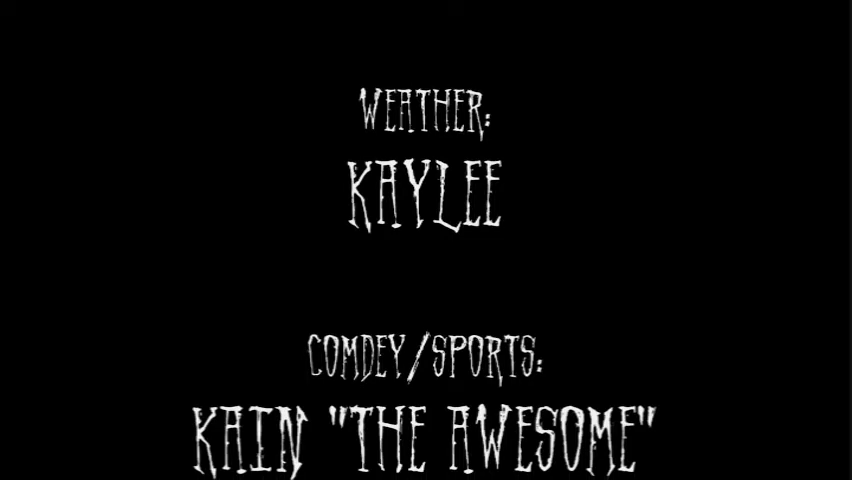 WEATHER:
KAYLEE
COMDEY/SPORTS:
KAIN "THE AWESOME"